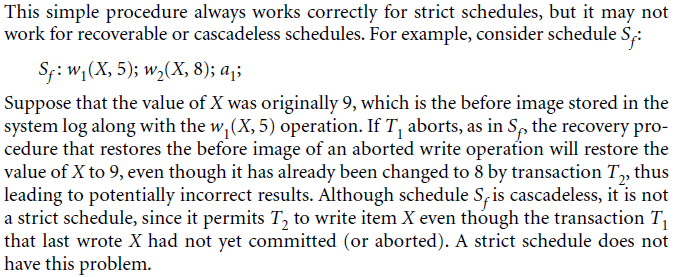 This simple procedure always works correctly for strict schedules, but it may not
work for recoverable or cascadeless schedules. For example, consider schedule S_f:
S_f: w_1(X, 5); w_2(X, 8); a_1;
Suppose that the value of X was originally 9, which is the before image stored in the
system log along with the w_1(X, 5) operation. If T_1 aborts, as in S_f, the recovery pro-
cedure that restores the before image of an aborted write operation will restore the
value of X to 9, even though it has already been changed to 8 by transaction T_2, thus
leading to potentially incorrect results. Although schedule S_f is cascadeless, it is not
a strict schedule, since it permits T_2 to write item X even though the transaction T_1
that last wrote X had not yet committed (or aborted). A strict schedule does not
have this problem.